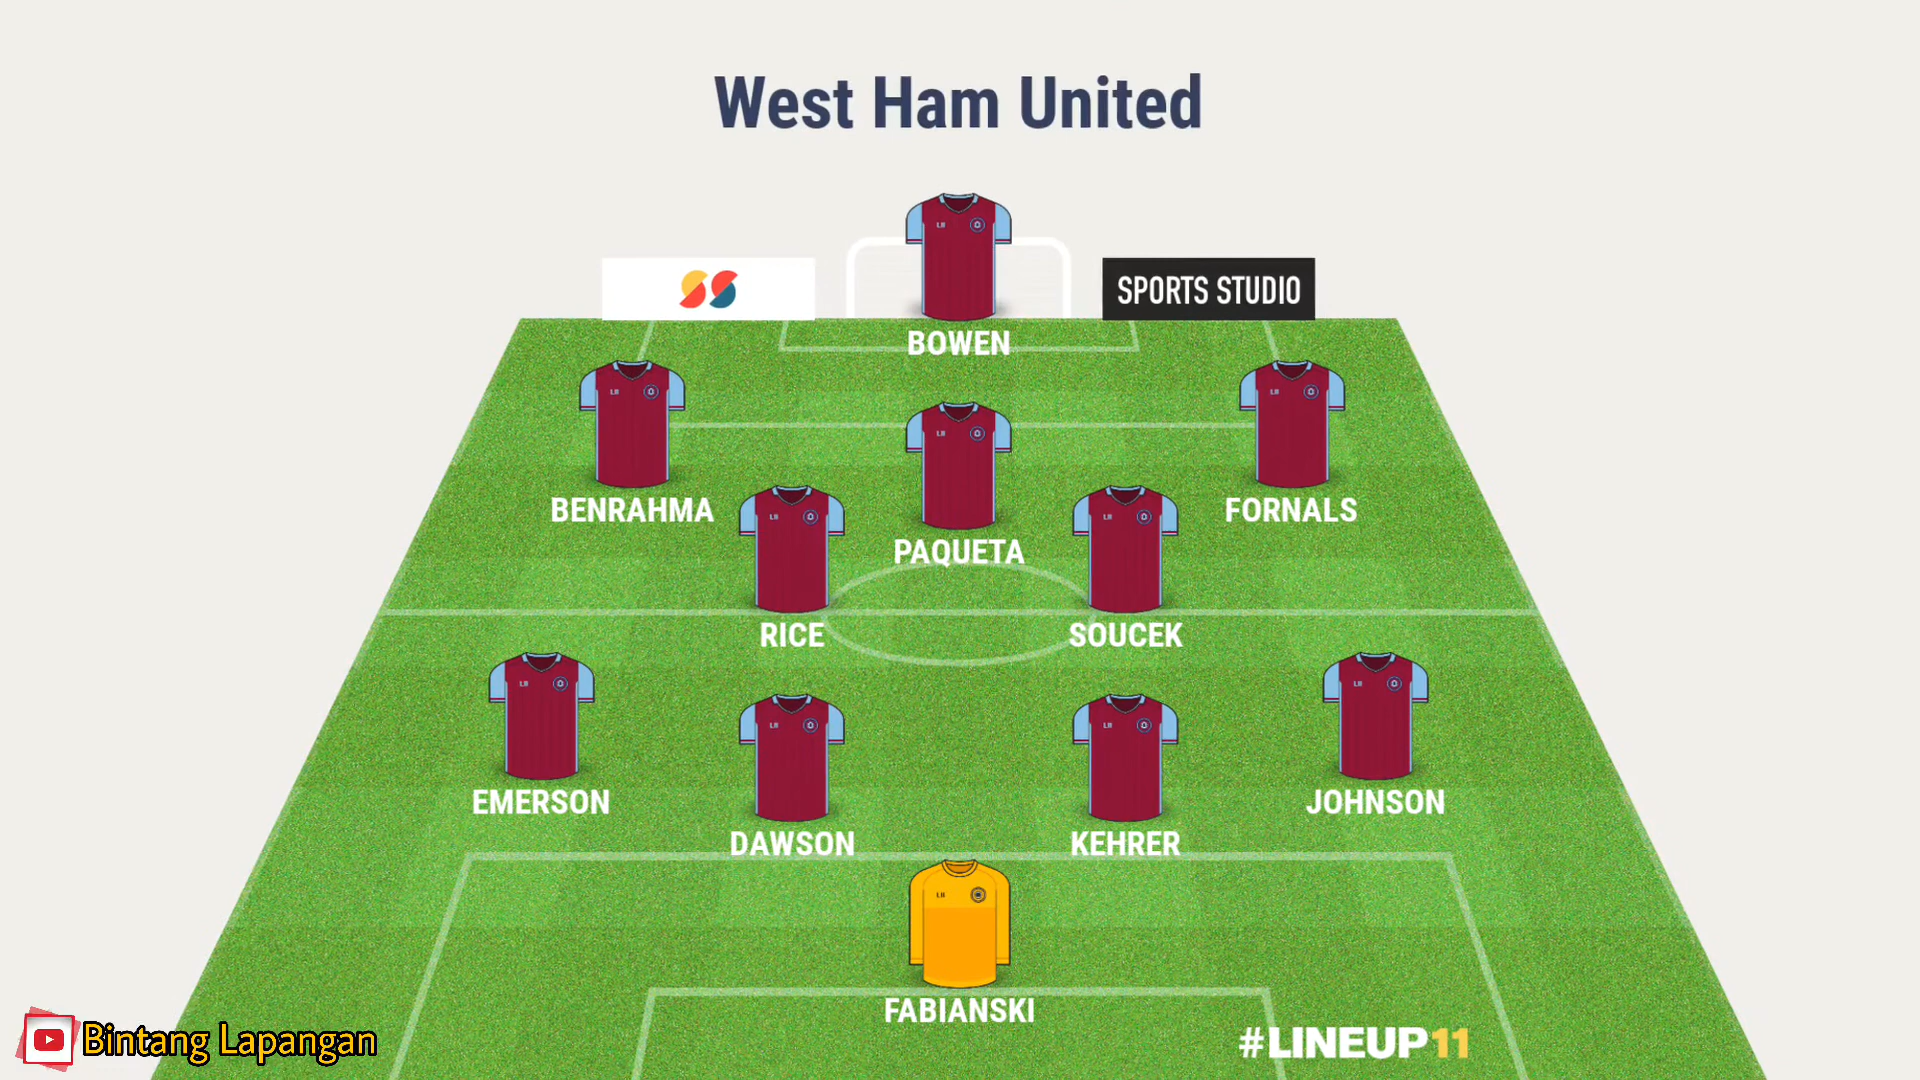 West Ham United
SPORTS STUDIO
BOWEN
BENRAHMA
FORNALS
PAQUETA
RICE
SOUCEK
EMERSON
JOHNSON
DAWSON
KEHRER
FABIANSKI
Bintang Lapangan
#LINEUP11